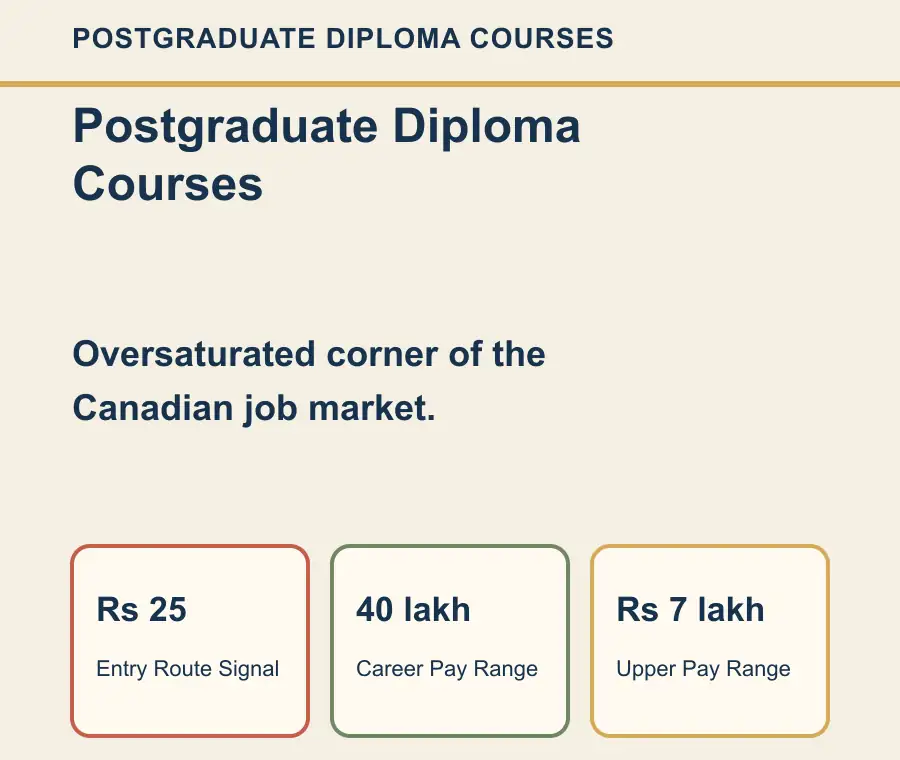 POSTGRADUATE DIPLOMA COURSES
Postgraduate Diploma
Courses
Oversaturated corner of the
Canadian job market.
Rs 25
Entry Route Signal
40 lakh
Career Pay Range
Rs 7 lakh
Upper Pay Range